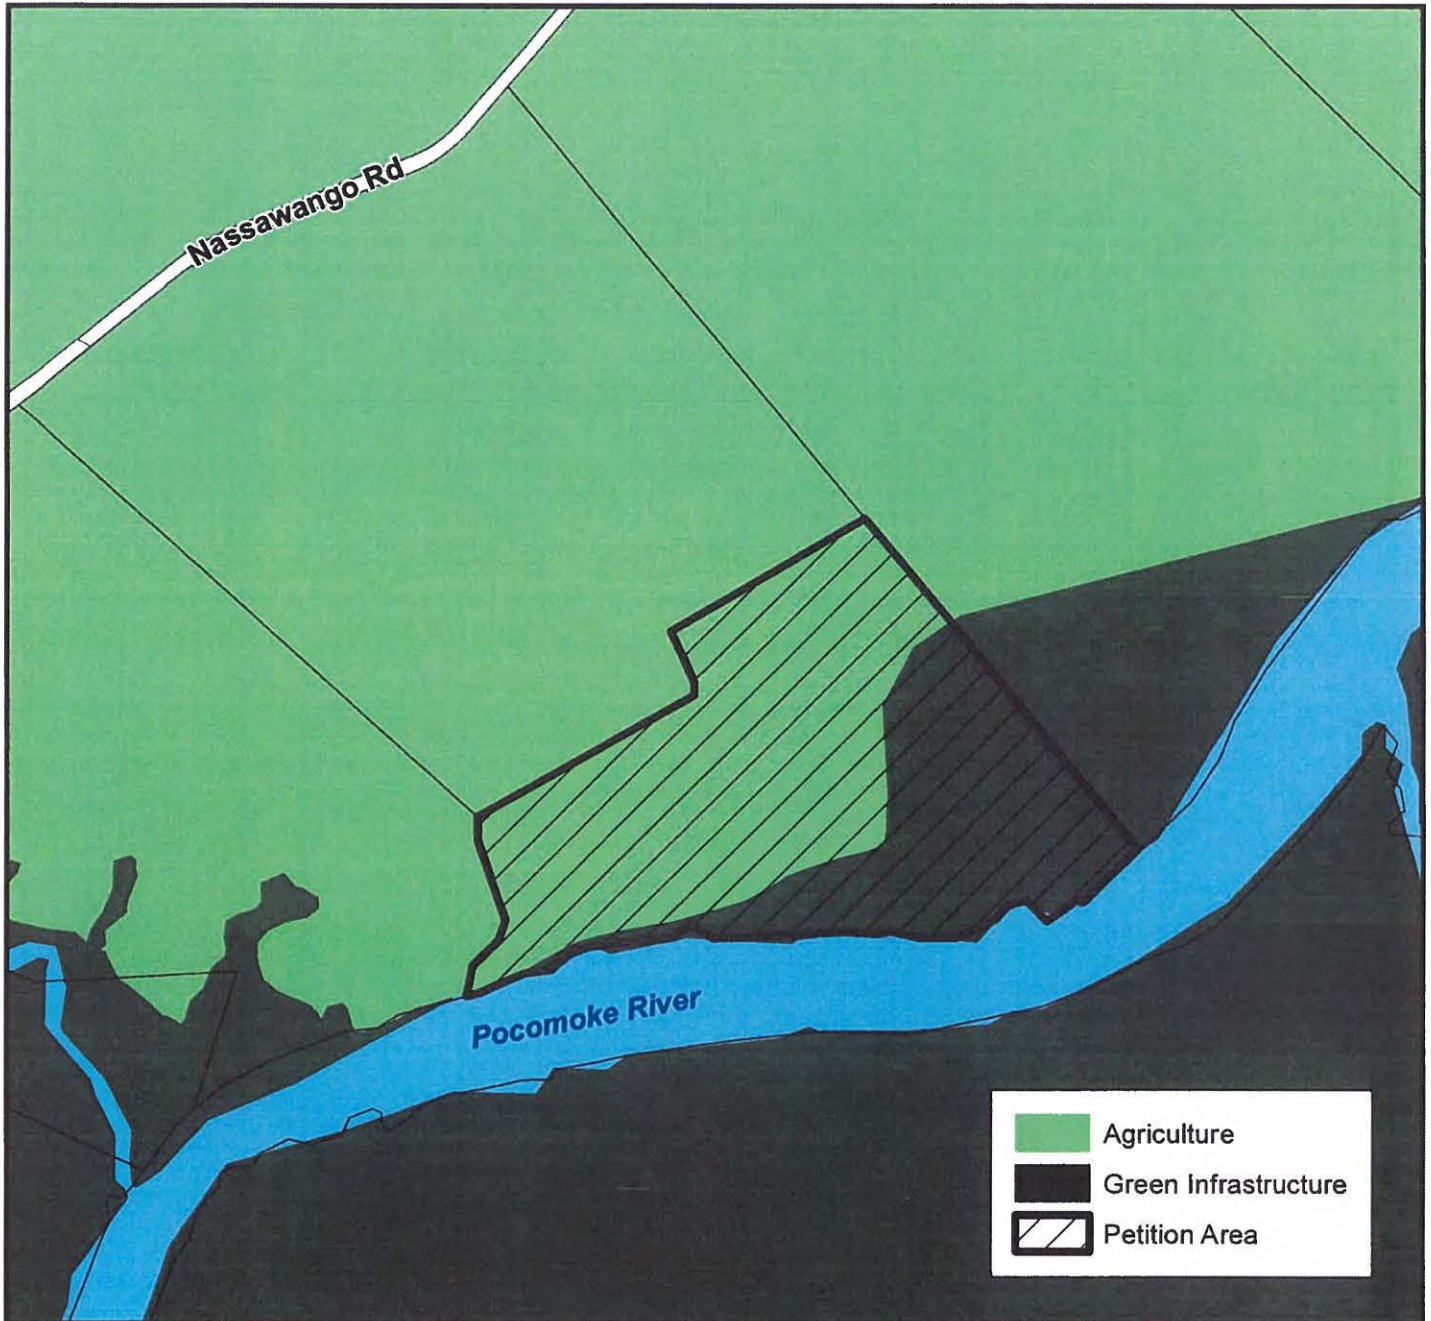 Nassawango Rd
Pocomoke River
Agriculture
Green Infrastructure
Petition Area